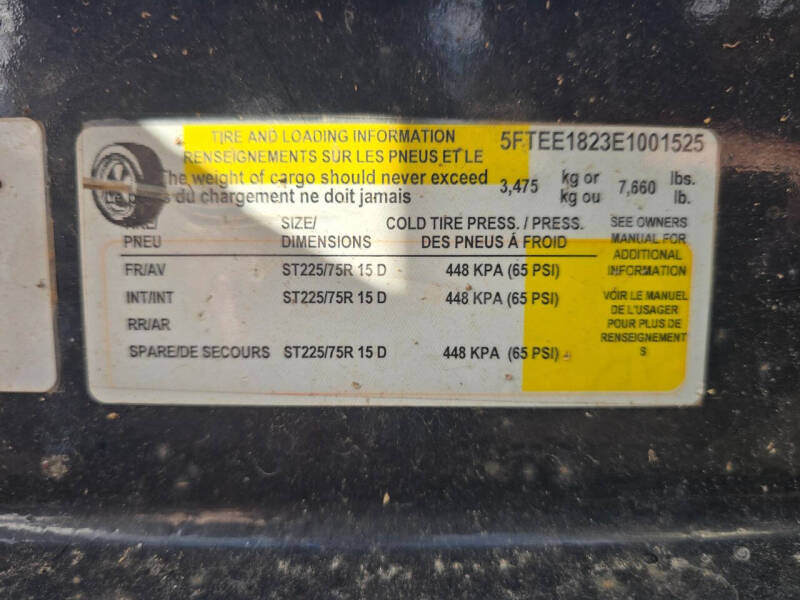 TIRE AND LOADING INFORMATION 5FTEE1823E1001525
RENSEIGNEMENTS SUR LES PNEUS ET LE
The weight of cargo should never exceed 3,475 kg or 7,660 lbs.
du chargement ne doit jamais kg ou lb.
SIZE/ COLD TIRE PRESS. / PRESS. SEE OWNERS
PNEU DIMENSIONS DES PNEUS À FROID MANUAL FOR
ADDITIONAL
FR/AV ST225/75R 15 D 448 KPA (65 PSI) INFORMATION
INT/INT ST225/75R 15 D 448 KPA (65 PSI) VOIR LE MANUEL
DE L'USAGER
RR/AR POUR PLUS DE
RENSEIGNEMENT
SPARE/DE SECOURS ST225/75R 15 D 448 KPA (65 PSI) S